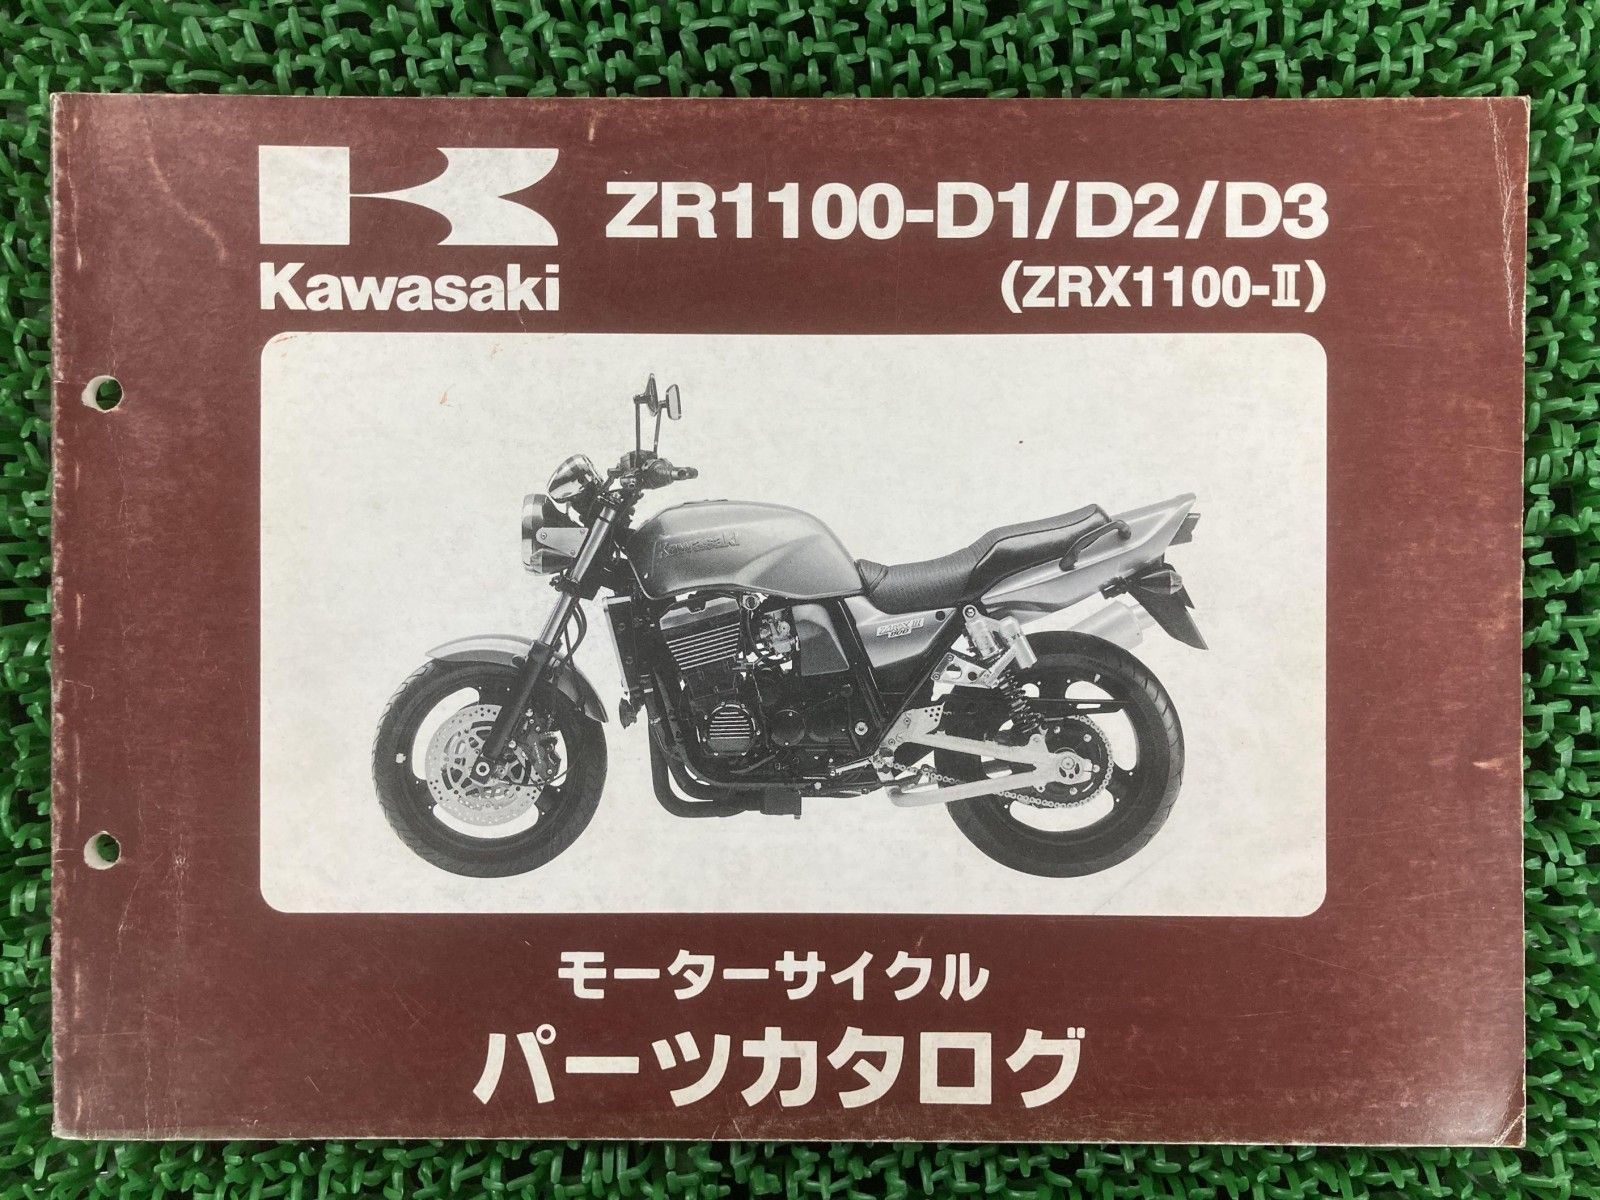 ZR1100-D1/D2/D3
Kawasaki
(ZRX1100-Ⅱ)
Kawasaki
モーターサイクル
パーツカタログ